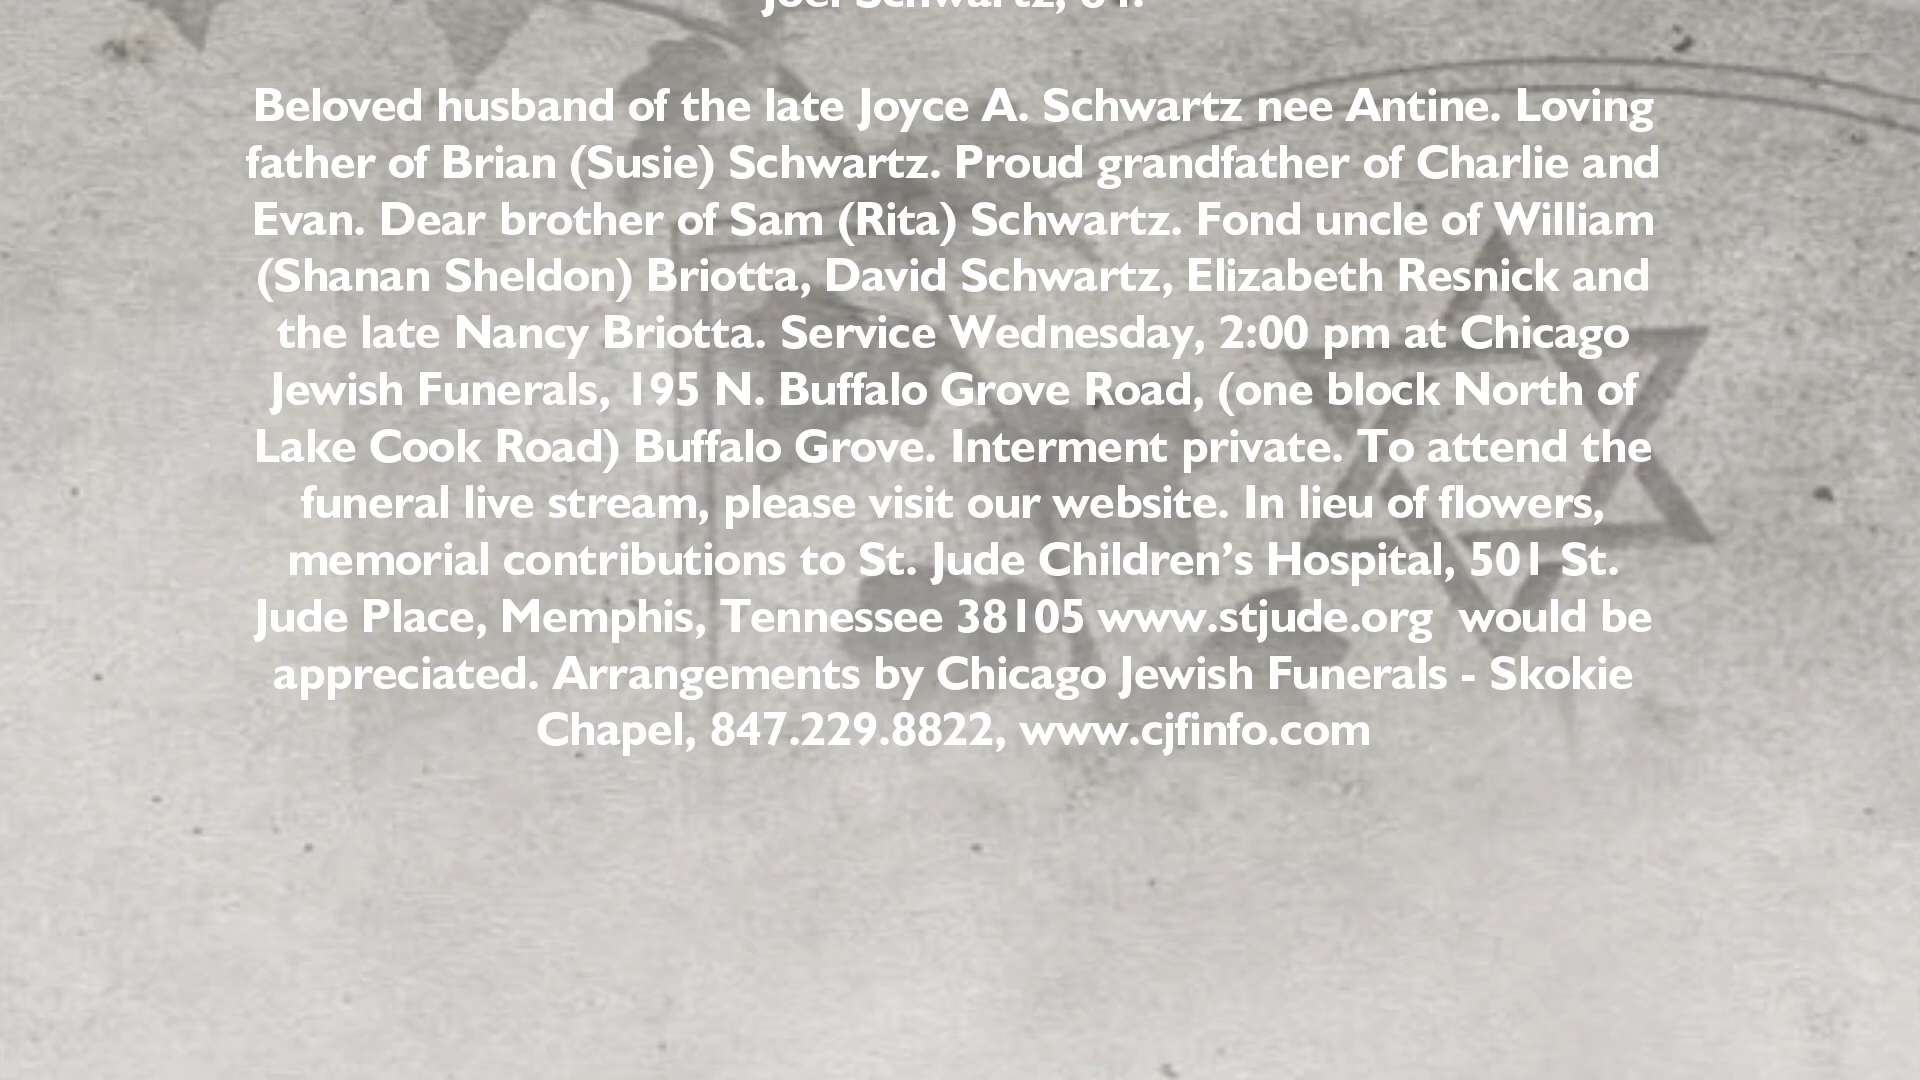 Joel Schwartz, 84.
Beloved husband of the late Joyce A. Schwartz nee Antine. Loving
father of Brian (Susie) Schwartz. Proud grandfather of Charlie and
Evan. Dear brother of Sam (Rita) Schwartz. Fond uncle of William
(Shanan Sheldon) Briotta, David Schwartz, Elizabeth Resnick and
the late Nancy Briotta. Service Wednesday, 2:00 pm at Chicago
Jewish Funerals, 195 N. Buffalo Grove Road, (one block North of
Lake Cook Road) Buffalo Grove. Interment private. To attend the
funeral live stream, please visit our website. In lieu of flowers,
memorial contributions to St. Jude Children’s Hospital, 501 St.
Jude Place, Memphis, Tennessee 38105 www.stjude.org  would be
appreciated. Arrangements by Chicago Jewish Funerals - Skokie
Chapel, 847.229.8822, www.cjfinfo.com